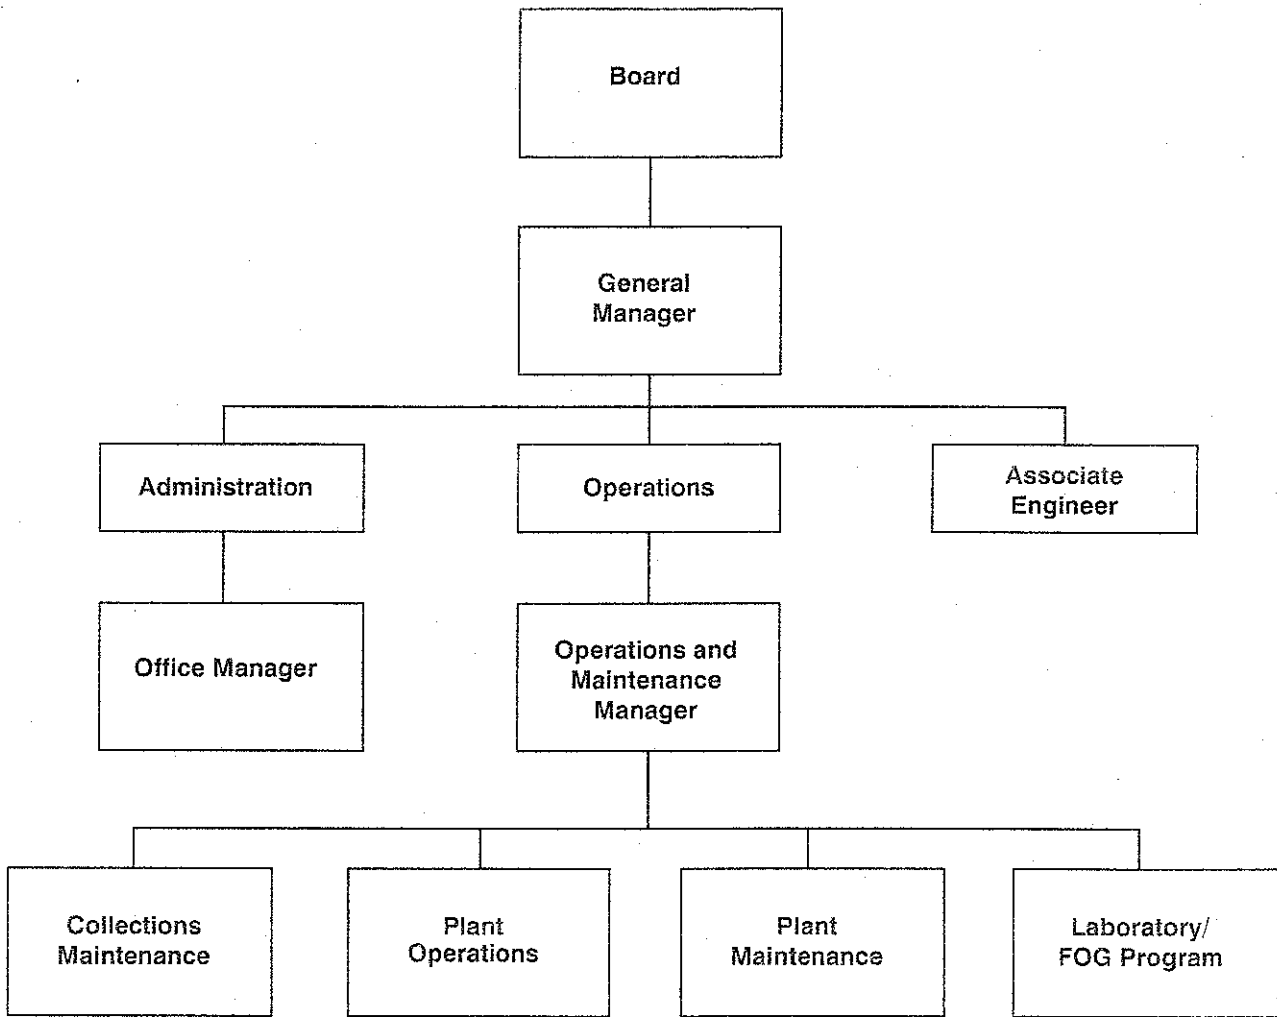 Board
General
Manager
Administration
Operations
Associate
Engineer
Office Manager
Operations and
Maintenance
Manager
Collections
Maintenance
Plant
Operations
Plant
Maintenance
Laboratory/
FOG Program